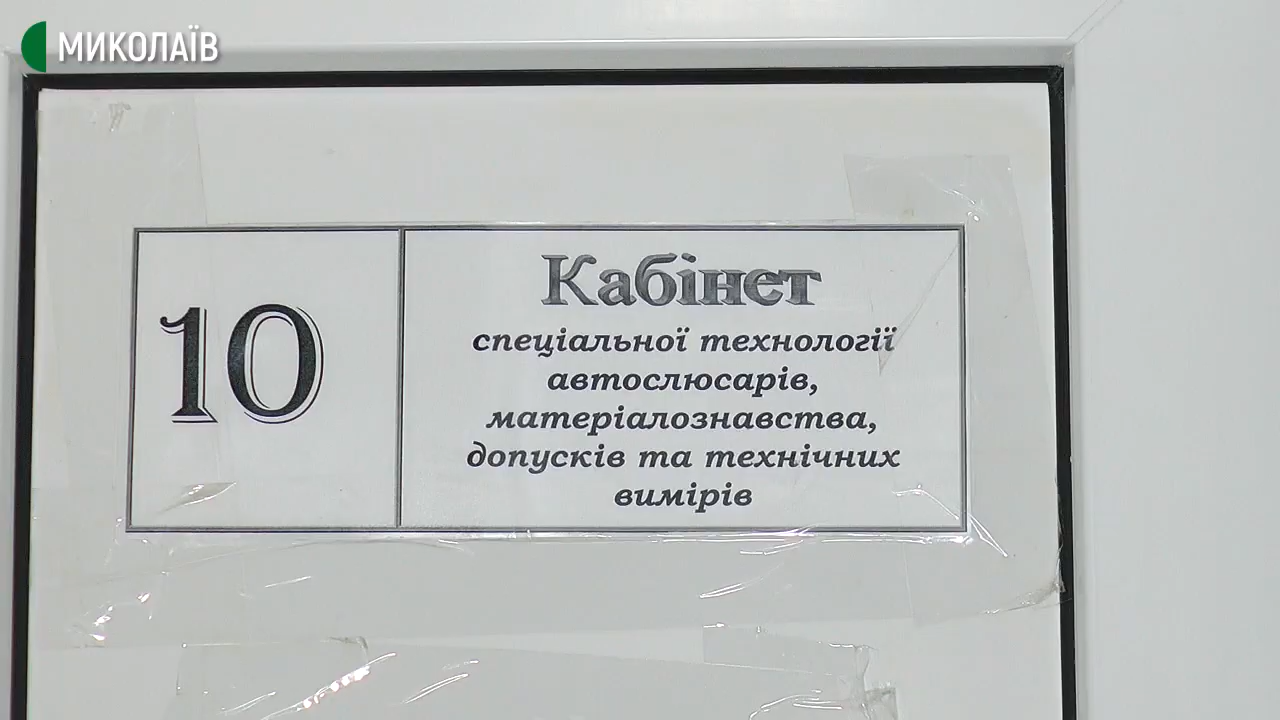 МИКОЛАЇВ
10
Кабінет
спеціальної технології
автослюсарів,
матеріалознавства,
допусків та технічних
вимірів